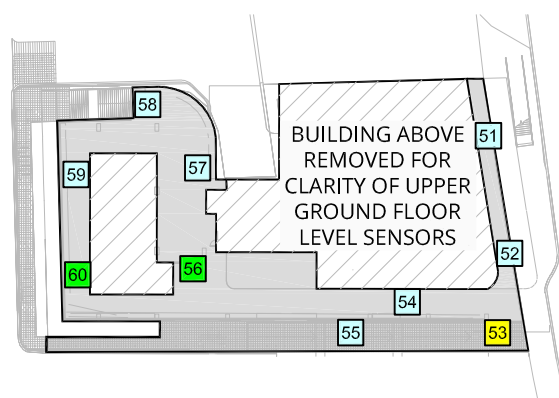 58
51
BUILDING ABOVE
REMOVED FOR
CLARITY OF UPPER
GROUND FLOOR
LEVEL SENSORS
57
59
52
56
60
54
55
53